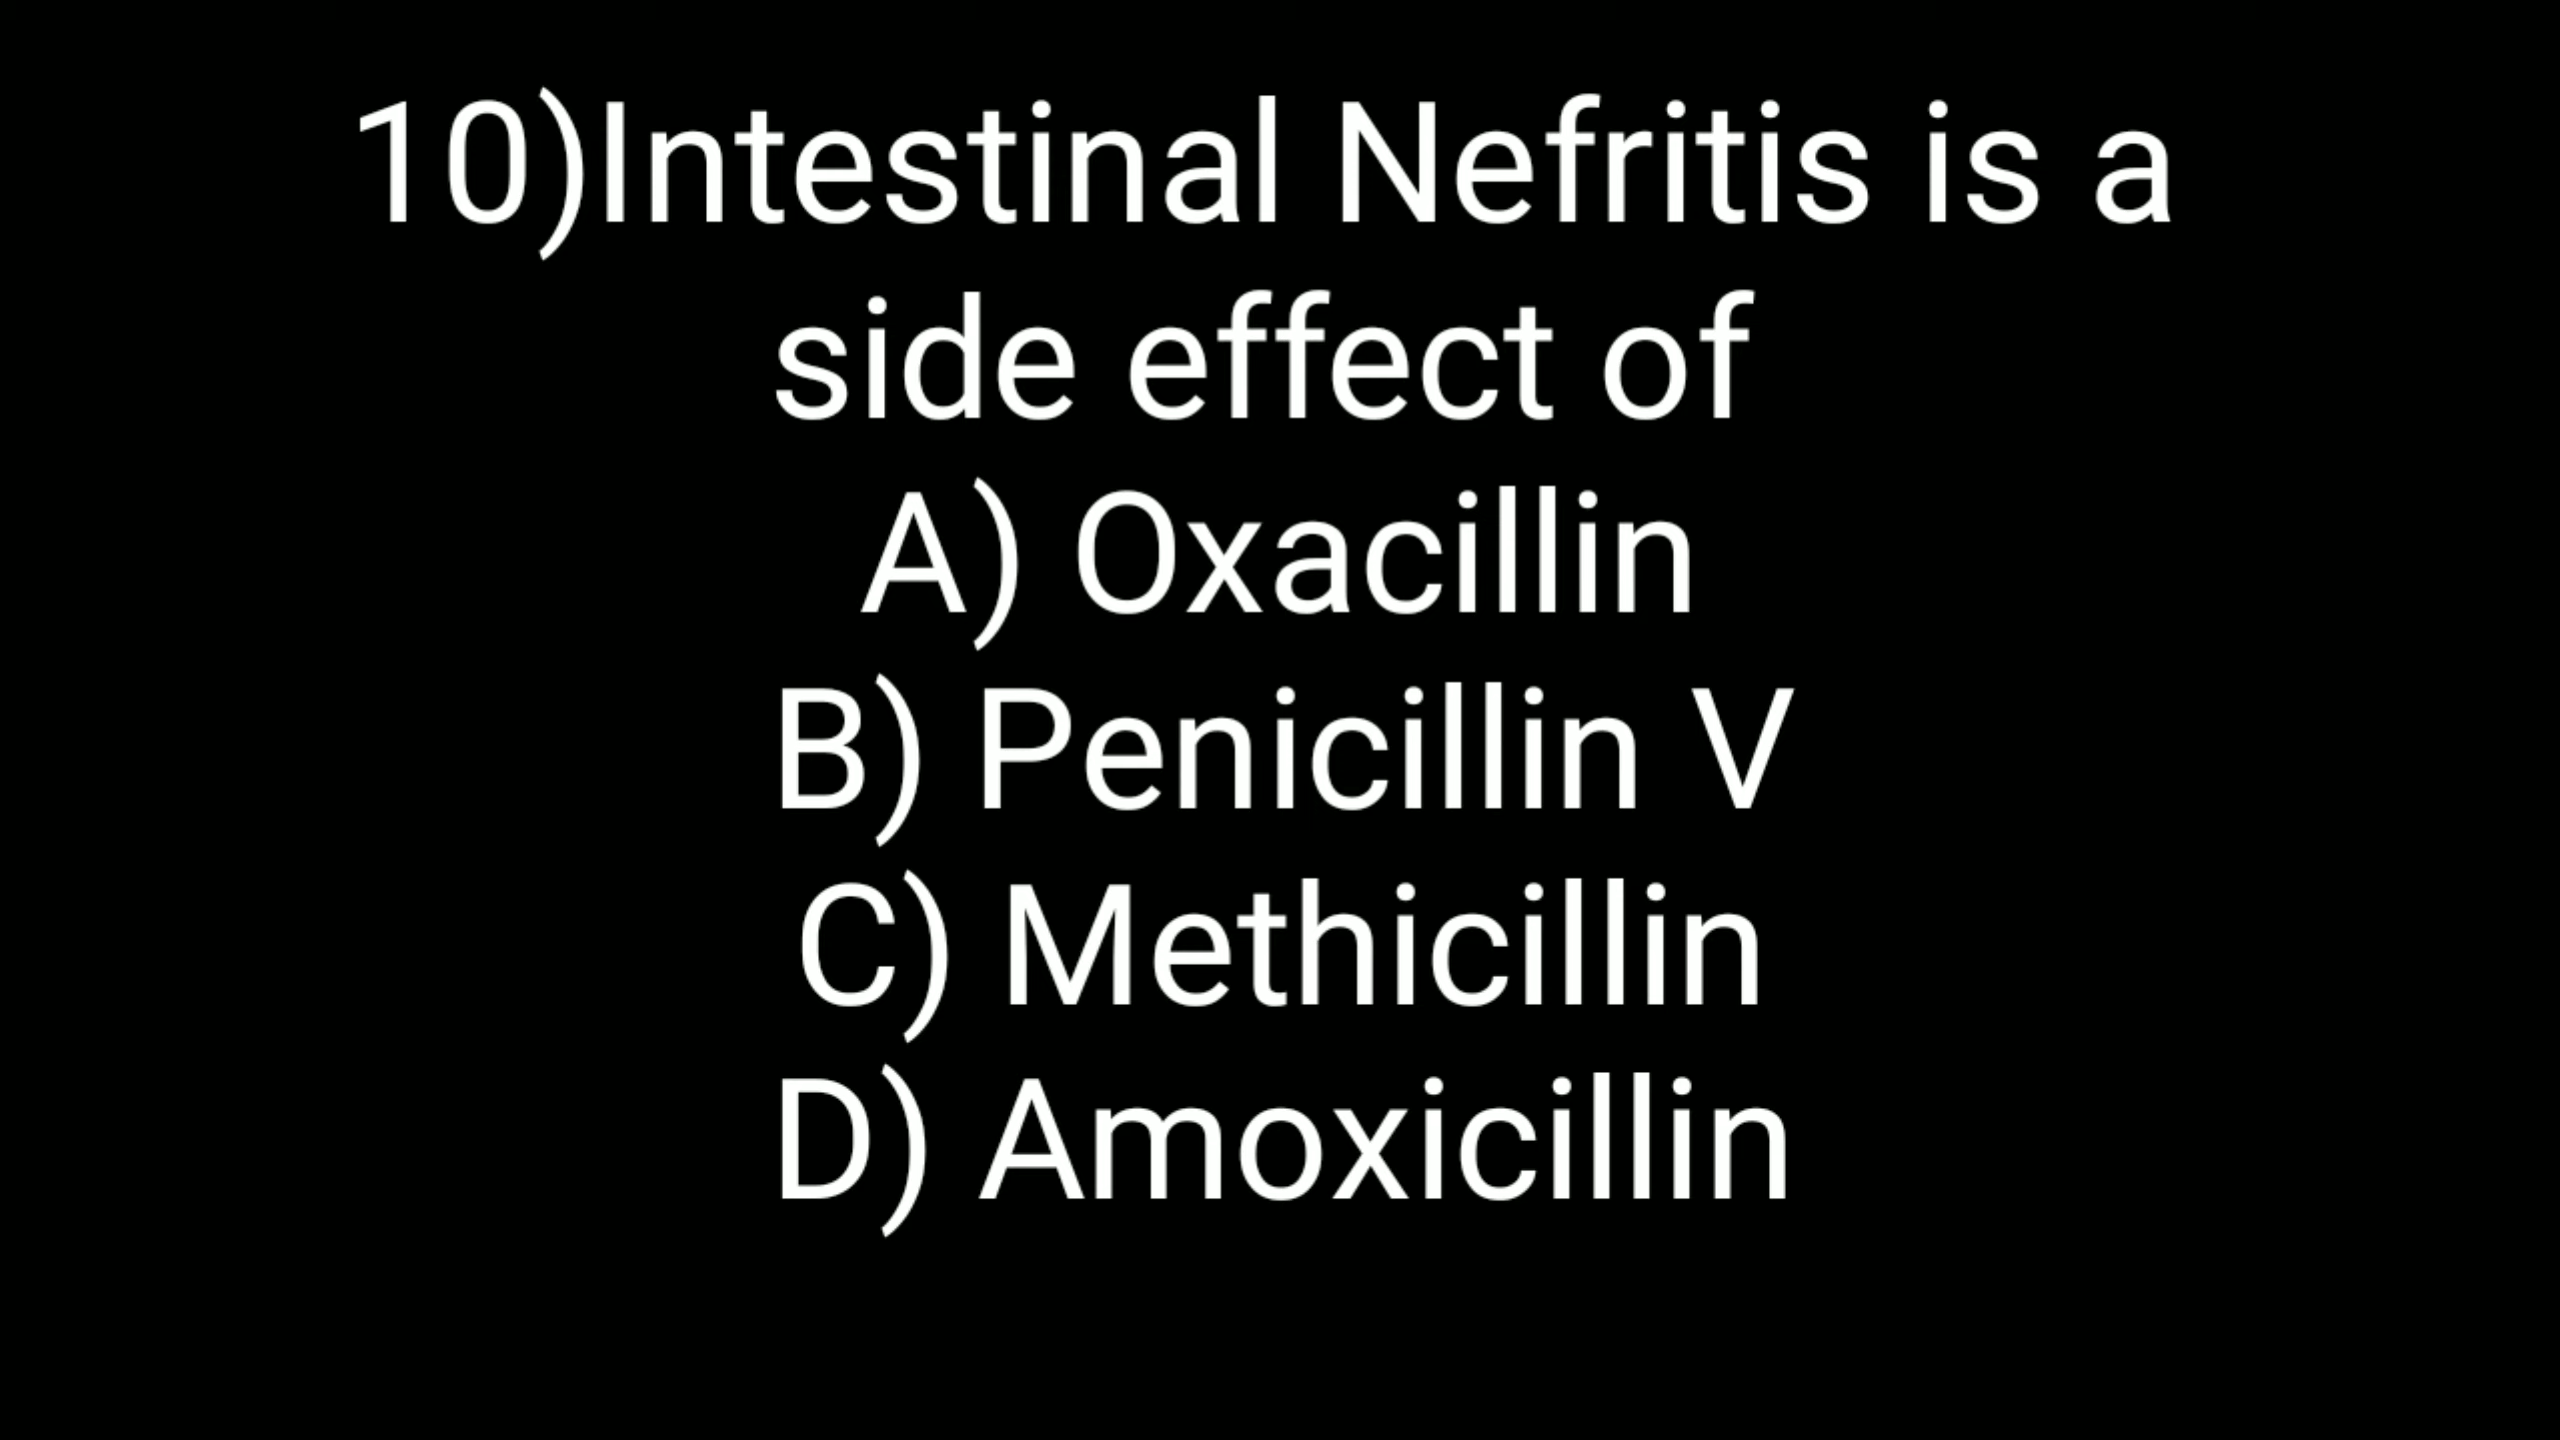 10)Intestinal Nefritis is a
side effect of
A) Oxacillin
B) Penicillin V
C) Methicillin
D) Amoxicillin